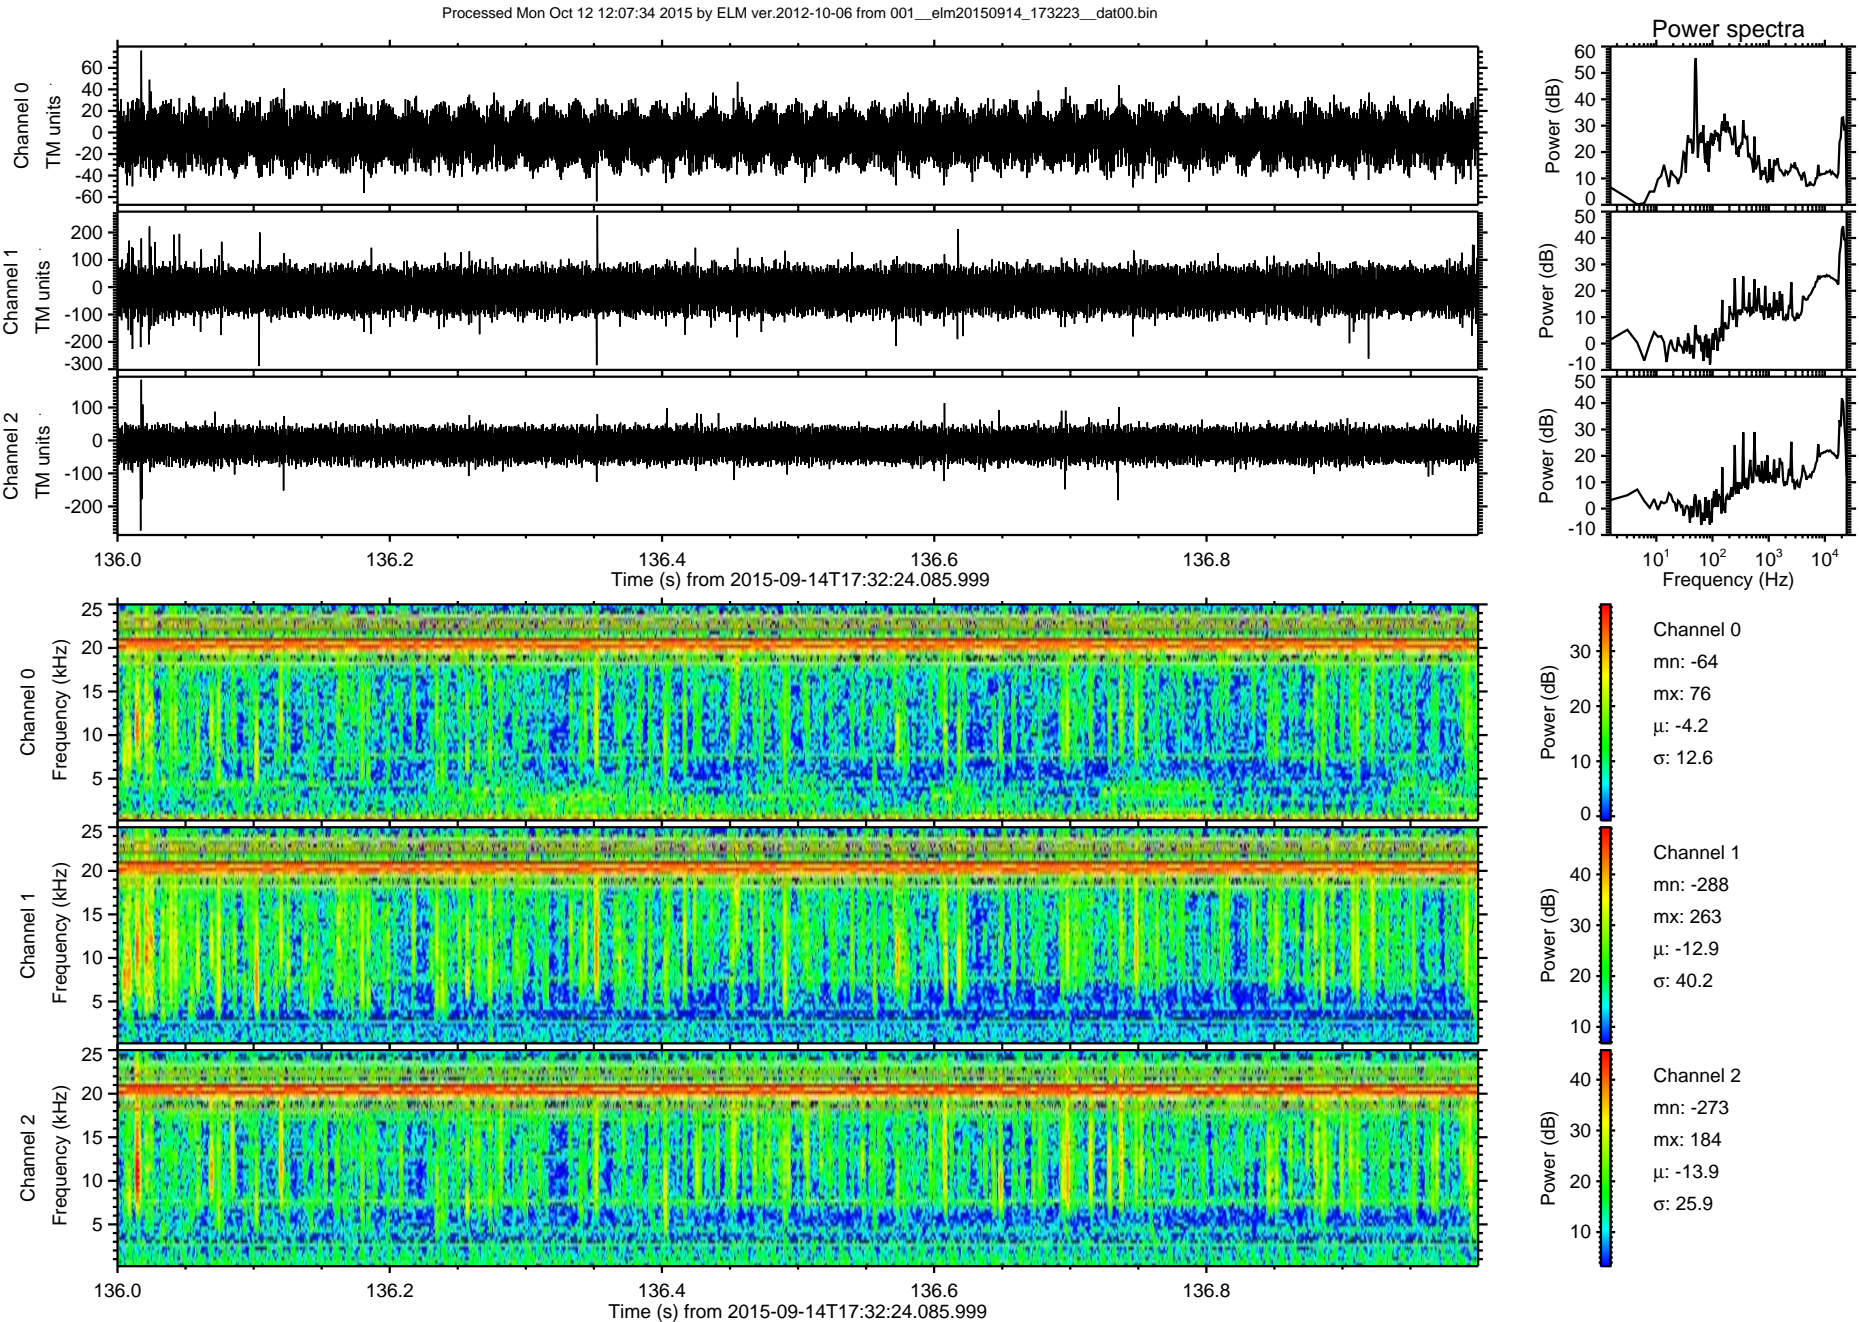 Processed Mon Oct 12 12:07:34 2015 by ELM ver.2012-10-06 from 001__elm20150914_173223__dat00.bin
Power spectra
Channel 0
TM units
60
40
20
0
-20
-40
-60
Power (dB)
60
50
40
30
20
10
0
Channel 1
TM units
200
100
0
-100
-200
-300
Power (dB)
50
40
30
20
10
0
-10
Channel 2
TM units
100
0
-100
-200
Power (dB)
50
40
30
20
10
0
-10
136.0 136.2 136.4 136.6 136.8
Time (s) from 2015-09-14T17:32:24.085.999
10^1 10^2 10^3 10^4
Frequency (Hz)
Channel 0
Frequency (kHz)
25
20
15
10
5
Power (dB)
30
20
10
0
Channel 0
mn: -64
mx: 76
μ: -4.2
σ: 12.6
Channel 1
Frequency (kHz)
25
20
15
10
5
Power (dB)
40
30
20
10
Channel 1
mn: -288
mx: 263
μ: -12.9
σ: 40.2
Channel 2
Frequency (kHz)
25
20
15
10
5
Power (dB)
40
30
20
10
Channel 2
mn: -273
mx: 184
μ: -13.9
σ: 25.9
136.0 136.2 136.4 136.6 136.8
Time (s) from 2015-09-14T17:32:24.085.999